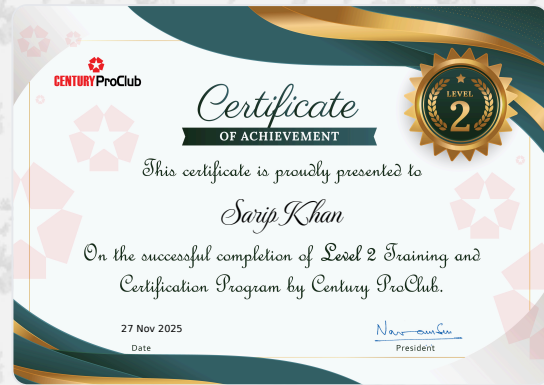 CENTURY ProClub
Certificate
OF ACHIEVEMENT
LEVEL
2
This certificate is proudly presented to
Sarip Khan
On the successful completion of Level 2 Training and
Certification Program by Century ProClub.
27 Nov 2025
Date
President